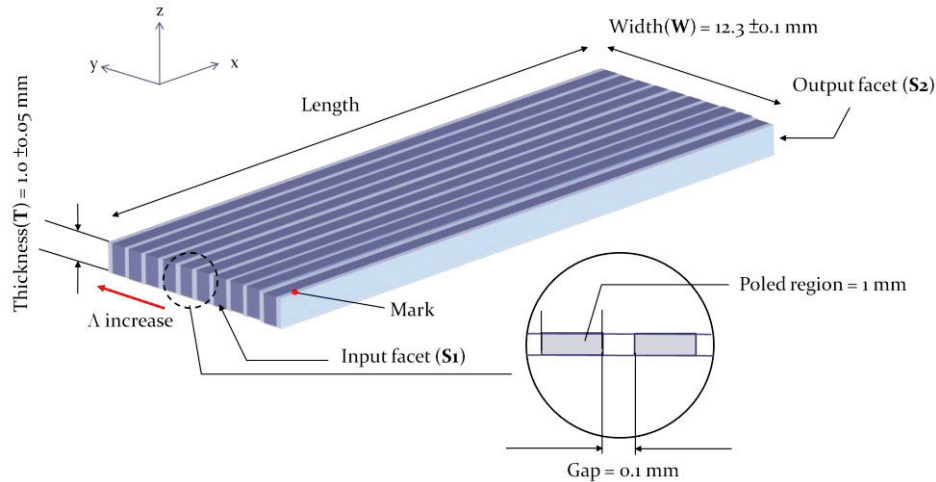 z
y
x
Width(W) = 12.3 ±0.1 mm
Output facet (S2)
Length
Thickness(T) = 1.0 ±0.05 mm
Mark
Λ increase
Input facet (S1)
Poled region = 1 mm
Gap = 0.1 mm